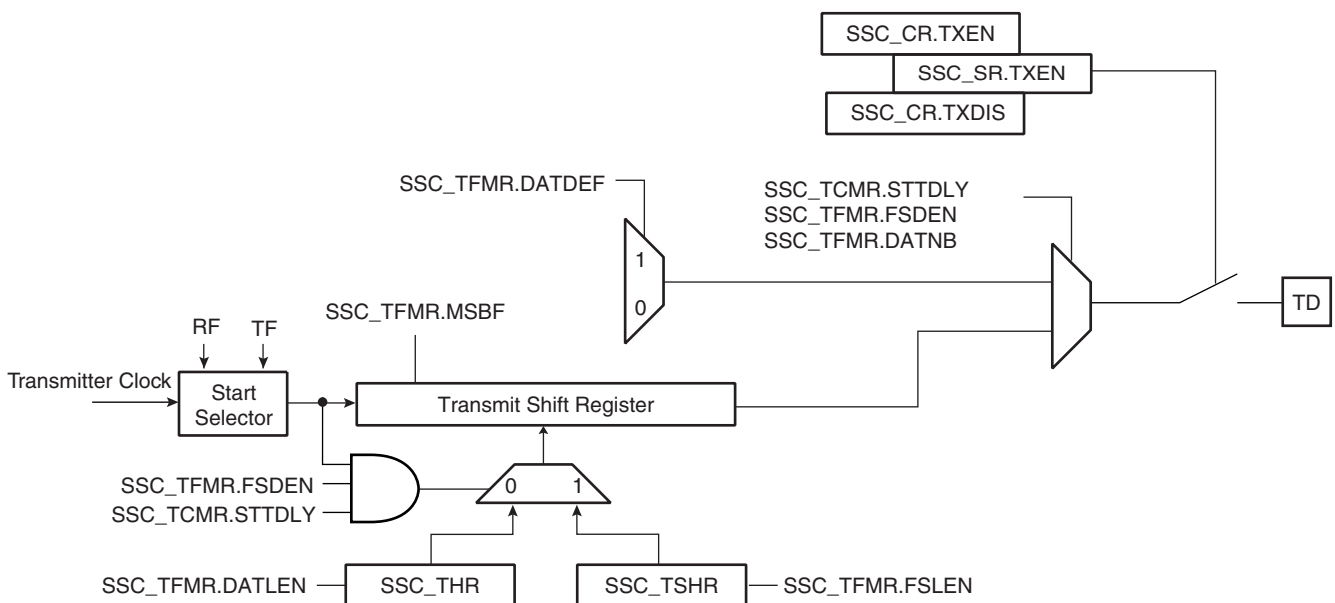 SSC_CR.TXEN
SSC_SR.TXEN
SSC_CR.TXDIS
SSC_TFMR.DATDEF
SSC_TCMR.STTDLY
SSC_TFMR.FSDEN
SSC_TFMR.DATNB
1
0
TD
SSC_TFMR.MSBF
RF
TF
Transmitter Clock
Start
Selector
Transmit Shift Register
SSC_TFMR.FSDEN
SSC_TCMR.STTDLY
0
1
SSC_TFMR.DATLEN
SSC_THR
SSC_TSHR
SSC_TFMR.FSLEN